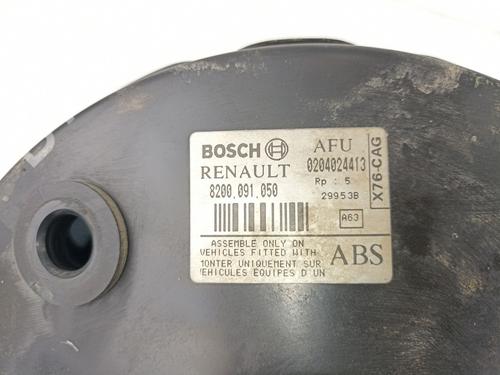 BOSCH AFU
RENAULT 0204024413
8200.091.050 Rp : 5
29953B
A63
X76-CAG
ASSEMBLE ONLY ON
VEHICLES FITTED WITH ABS
MONTER UNIQUEMENT SUR
VEHICULES EQUIPES D'UN